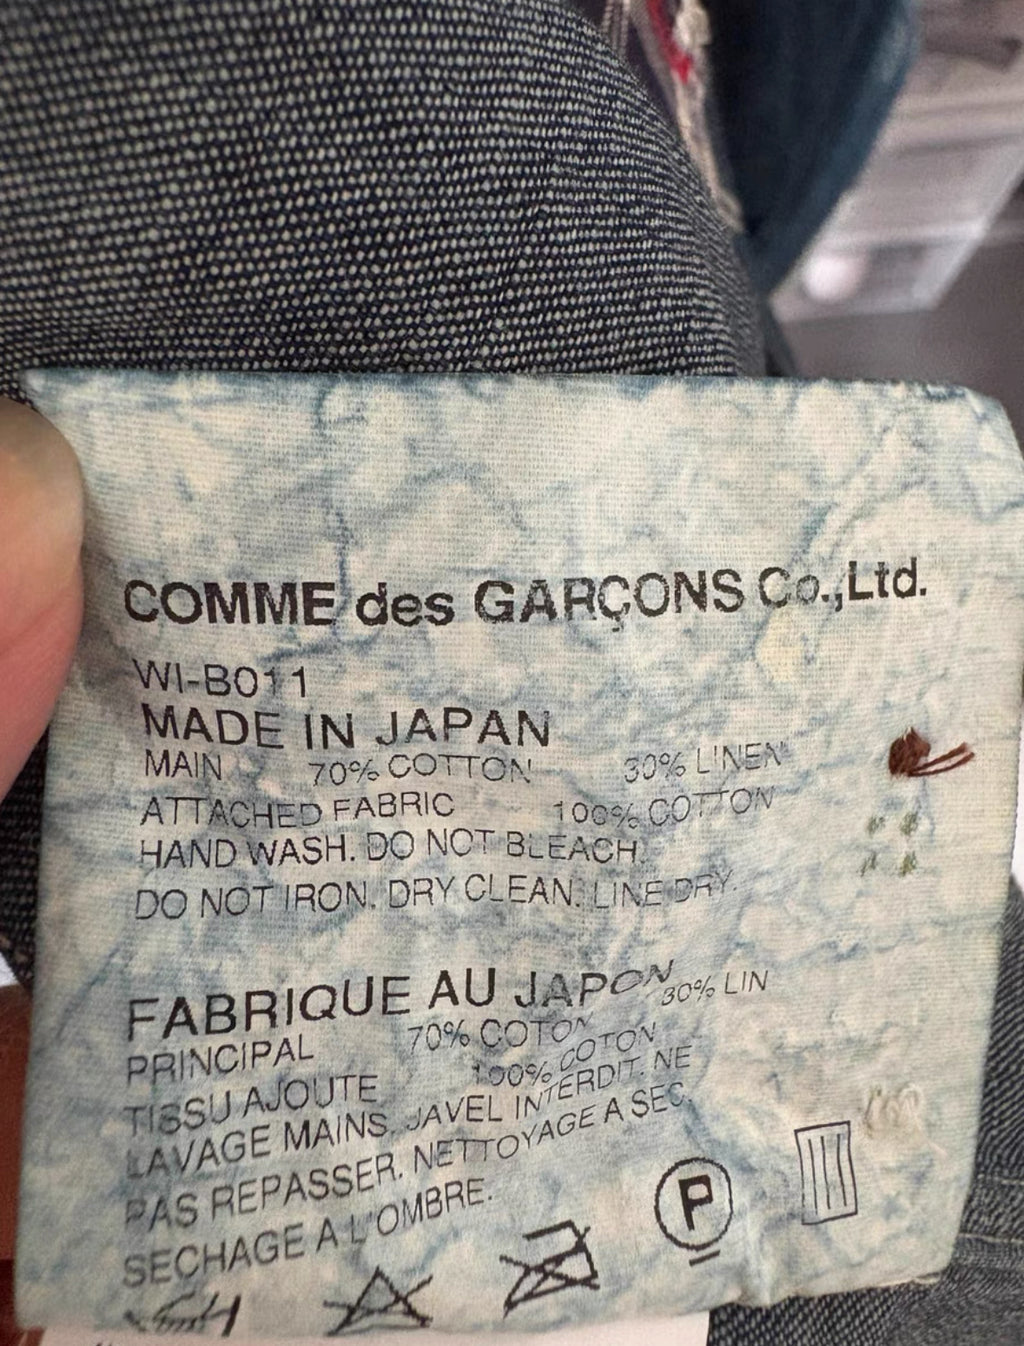 COMME des GARÇONS Co.,Ltd.
WI-B011
MADE IN JAPAN
MAIN 70% COTTON 30% LINEN
ATTACHED FABRIC 100% COTTON
HAND WASH. DO NOT BLEACH.
DO NOT IRON. DRY CLEAN. LINE DRY.
FABRIQUE AU JAPON
PRINCIPAL 70% COTON 30% LIN
TISSU AJOUTE 100% COTON
LAVAGE MAINS. JAVEL INTERDIT. NE
PAS REPASSER. NETTOYAGE A SEC.
SECHAGE A L'OMBRE.
P